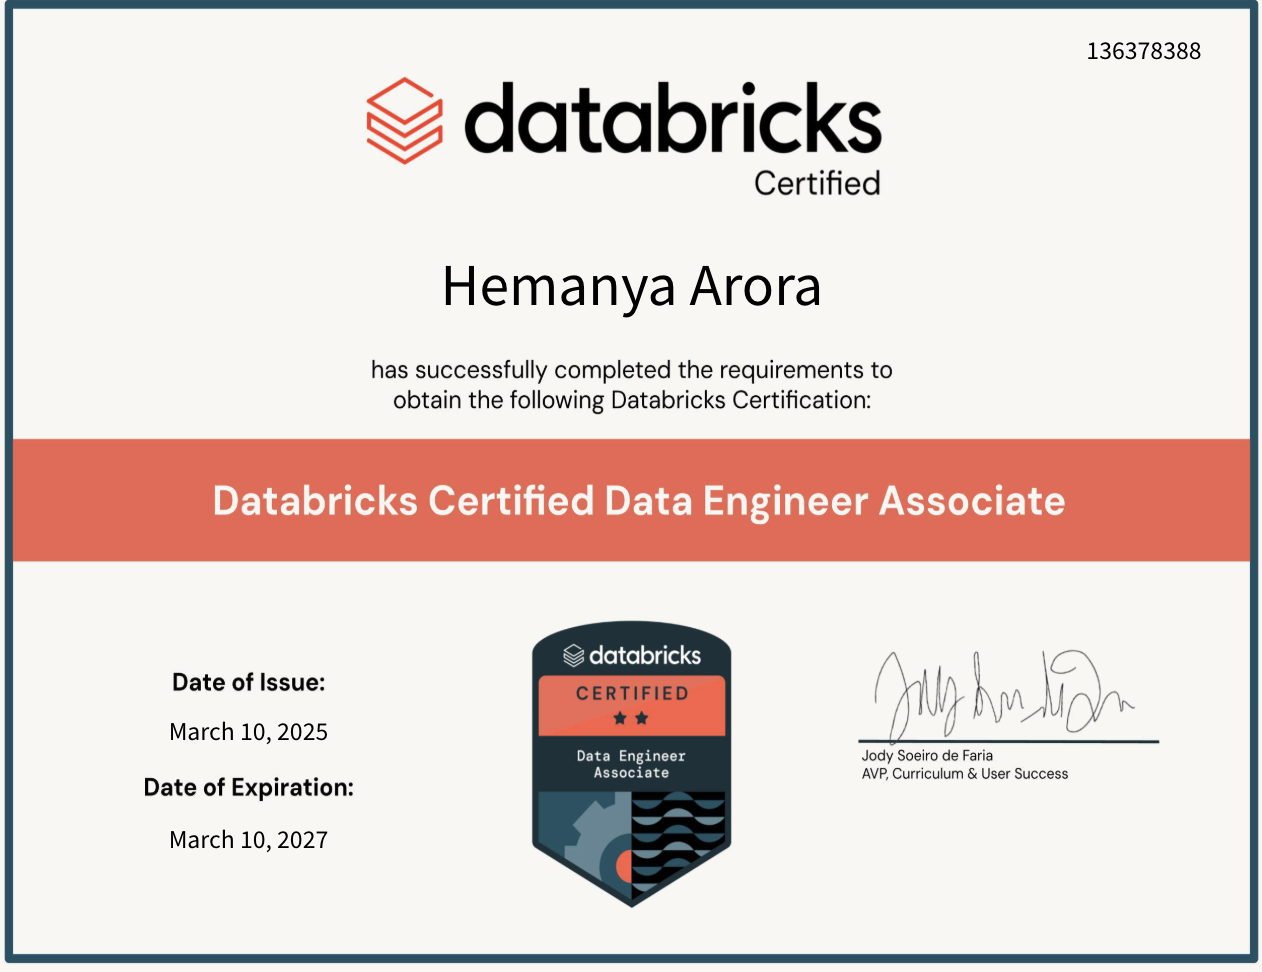 136378388
databricks
Certified
Hemanya Arora
has successfully completed the requirements to
obtain the following Databricks Certification:
Databricks Certified Data Engineer Associate
Date of Issue:
March 10, 2025
Date of Expiration:
March 10, 2027
databricks
CERTIFIED
Data Engineer
Associate
Jody Soeiro de Faria
AVP, Curriculum & User Success